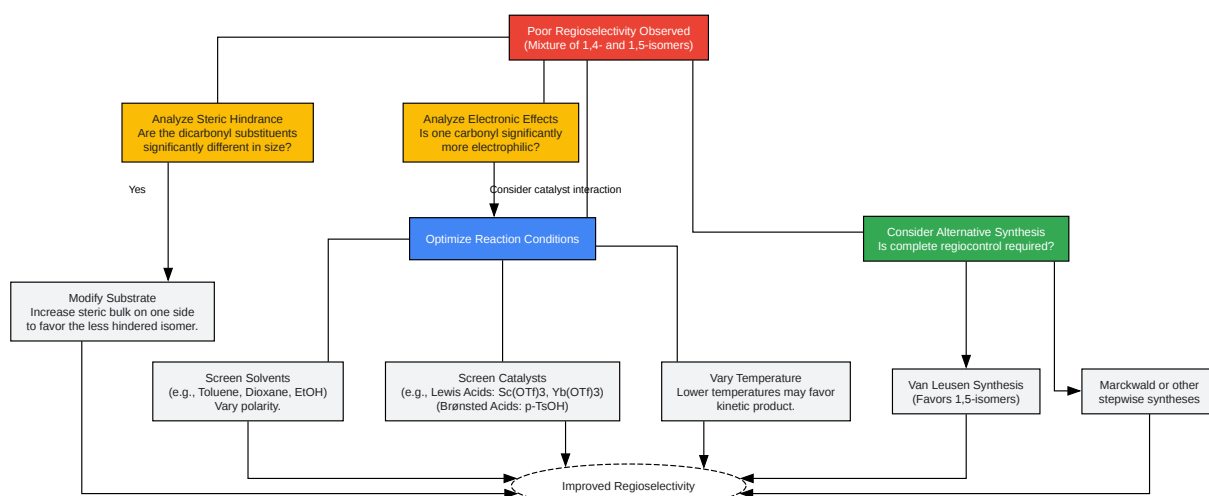 Poor Regioselectivity Observed
(Mixture of 1,4- and 1,5-isomers)
Analyze Steric Hindrance
Are the dicarbonyl substituents
significantly different in size?
Analyze Electronic Effects
Is one carbonyl significantly
more electrophilic?
Yes
Consider catalyst interaction
Optimize Reaction Conditions
Consider Alternative Synthesis
Is complete regiocontrol required?
Modify Substrate
Increase steric bulk on one side
to favor the less hindered isomer.
Screen Solvents
(e.g., Toluene, Dioxane, EtOH)
Vary polarity.
Screen Catalysts
(e.g., Lewis Acids: Sc(OTf)3, Yb(OTf)3)
(Brønsted Acids: p-TsOH)
Vary Temperature
Lower temperatures may favor
kinetic product.
Van Leusen Synthesis
(Favors 1,5-isomers)
Marckwald or other
stepwise syntheses
Improved Regioselectivity